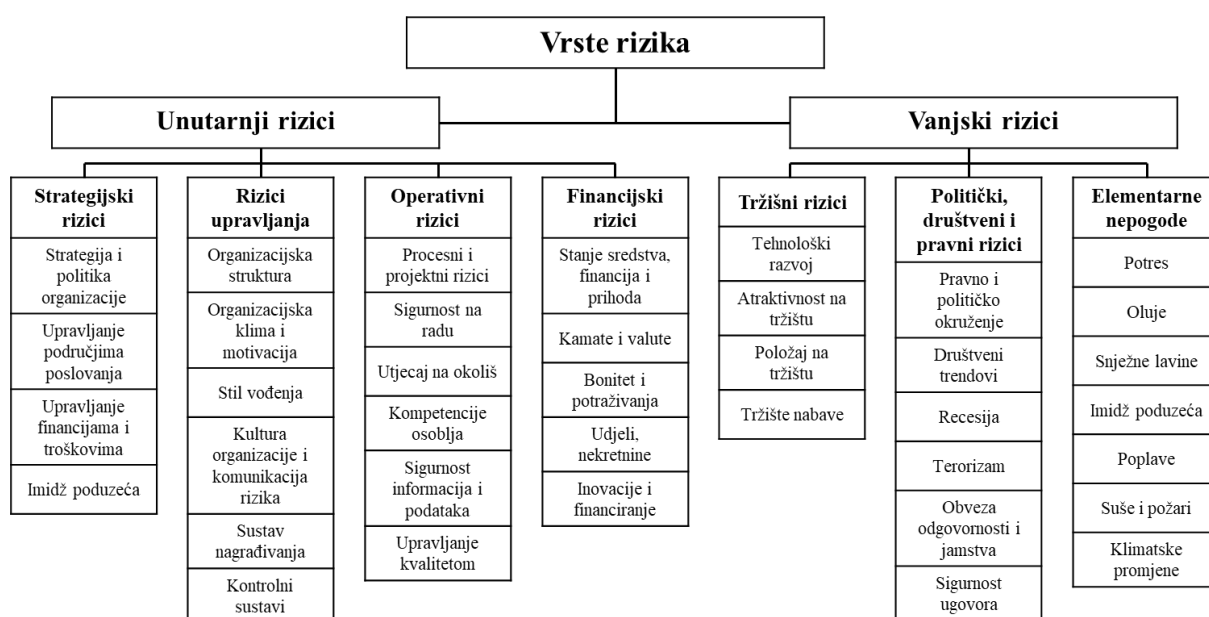 Vrste rizika
Unutarnji rizici
Vanjski rizici
Strategijski
rizici
Strategija i
politika
organizacije
Upravljanje
područjima
poslovanja
Upravljanje
financijama i
troškovima
Imidž poduzeća
Rizici
upravljanja
Organizacijska
struktura
Organizacijska
klima i
motivacija
Stil vođenja
Kultura
organizacije i
komunikacija
rizika
Sustav
nagrađivanja
Kontrolni
sustavi
Operativni
rizici
Procesni i
projektni rizici
Sigurnost na
radu
Utjecaj na okoliš
Kompetencije
osoblja
Sigurnost
informacija i
podataka
Upravljanje
kvalitetom
Financijski
rizici
Stanje sredstva,
financija i
prihoda
Kamate i valute
Bonitet i
potraživanja
Udjeli,
nekretnine
Inovacije i
financiranje
Tržišni rizici
Tehnološki
razvoj
Atraktivnost na
tržištu
Položaj na
tržištu
Tržište nabave
Politički,
društveni i
pravni rizici
Pravno i
političko
okruženje
Društveni
trendovi
Recesija
Terorizam
Obveza
odgovornosti i
jamstva
Sigurnost
ugovora
Elementarne
nepogode
Potres
Oluje
Snježne lavine
Imidž poduzeća
Poplave
Suše i požari
Klimatske
promjene